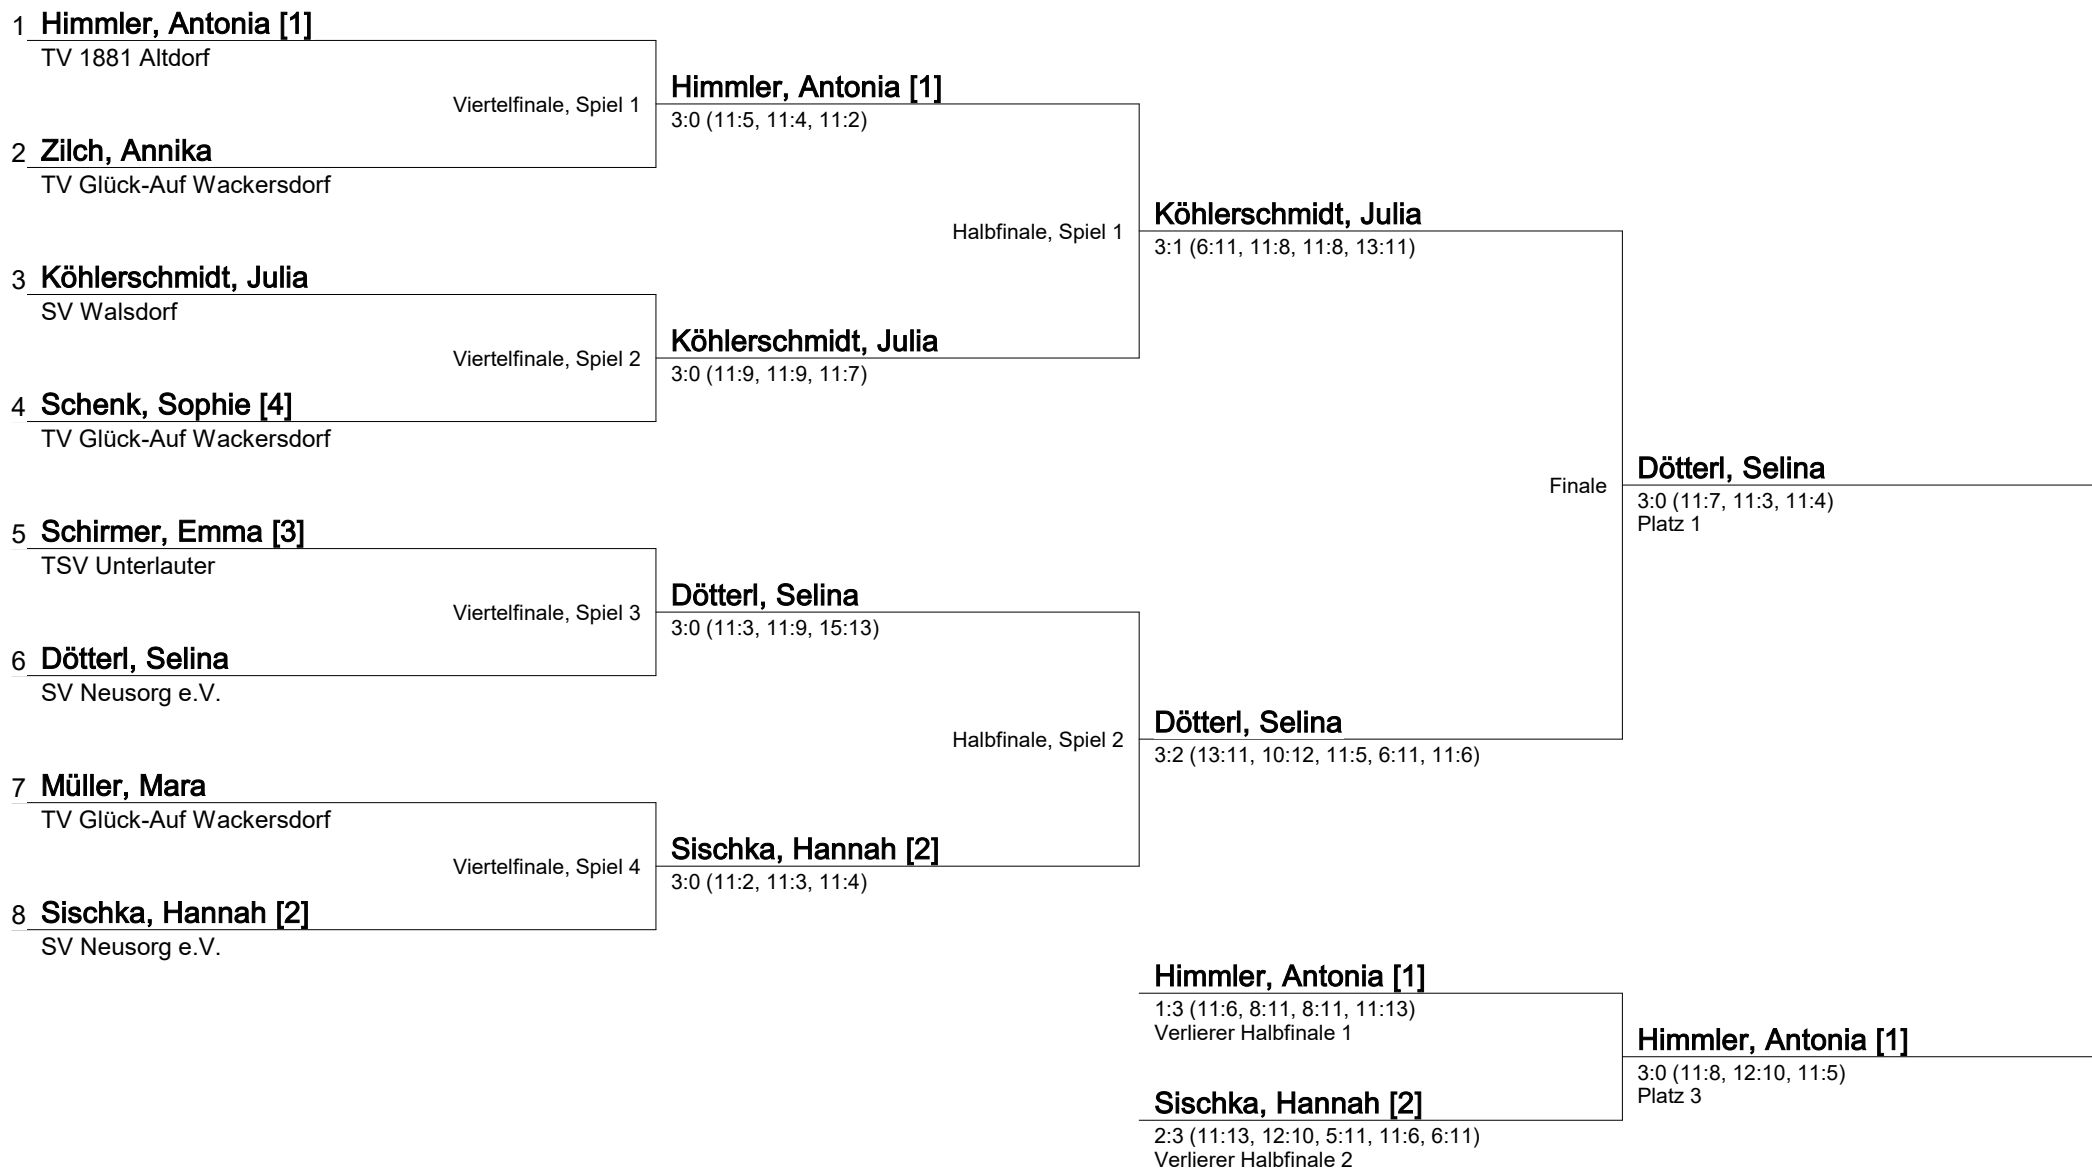 1 Himmler, Antonia [1]
TV 1881 Altdorf
Viertelfinale, Spiel 1
Himmler, Antonia [1]
3:0 (11:5, 11:4, 11:2)
2 Zilch, Annika
TV Glück-Auf Wackersdorf
Halbfinale, Spiel 1
Köhlerschmidt, Julia
3:1 (6:11, 11:8, 11:8, 13:11)
3 Köhlerschmidt, Julia
SV Walsdorf
Viertelfinale, Spiel 2
Köhlerschmidt, Julia
3:0 (11:9, 11:9, 11:7)
4 Schenk, Sophie [4]
TV Glück-Auf Wackersdorf
Finale
Dötterl, Selina
3:0 (11:7, 11:3, 11:4)
Platz 1
5 Schirmer, Emma [3]
TSV Unterlauter
Viertelfinale, Spiel 3
Dötterl, Selina
3:0 (11:3, 11:9, 15:13)
6 Dötterl, Selina
SV Neusorg e.V.
Halbfinale, Spiel 2
Dötterl, Selina
3:2 (13:11, 10:12, 11:5, 6:11, 11:6)
7 Müller, Mara
TV Glück-Auf Wackersdorf
Viertelfinale, Spiel 4
Sischka, Hannah [2]
3:0 (11:2, 11:3, 11:4)
8 Sischka, Hannah [2]
SV Neusorg e.V.
Himmler, Antonia [1]
1:3 (11:6, 8:11, 8:11, 11:13)
Verlierer Halbfinale 1
Himmler, Antonia [1]
3:0 (11:8, 12:10, 11:5)
Platz 3
Sischka, Hannah [2]
2:3 (11:13, 12:10, 5:11, 11:6, 6:11)
Verlierer Halbfinale 2